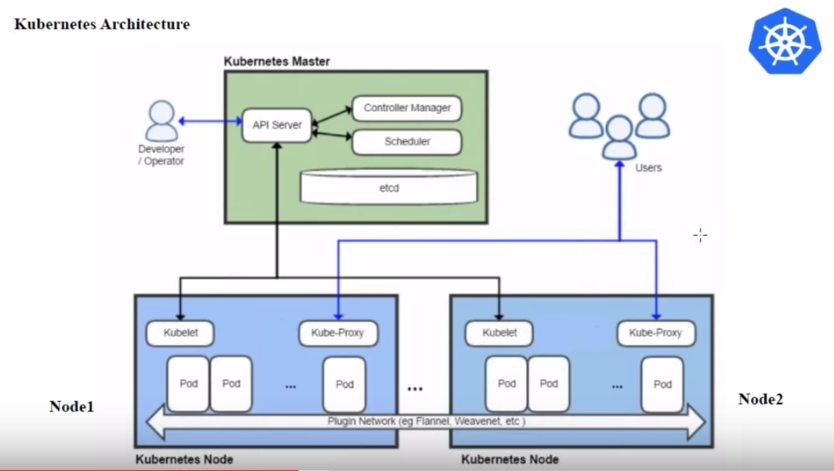 Kubernetes Architecture
Kubernetes Master
API Server
Controller Manager
Scheduler
etcd
Developer
/ Operator
Users
Kubelet
Kube-Proxy
Kubelet
Kube-Proxy
Pod
Pod
...
Pod
...
Pod
Pod
...
Pod
Node1
Node2
Plugin Network (eg Flannel, Weavenet, etc )
Kubernetes Node
Kubernetes Node